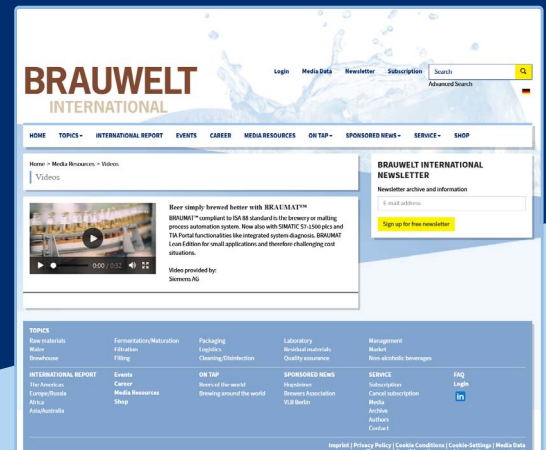 Login Media Data Newsletter Subscription Search
Advanced Search
BRAUWELT
INTERNATIONAL
HOME TOPICS INTERNATIONAL REPORT EVENTS CAREER MEDIA RESOURCES ON TAP SPONSORED NEWS SERVICE SHOP
Home > Media Resources > Videos
Videos
BRAUWELT INTERNATIONAL
NEWSLETTER
Newsletter archive and information
E-mail address
Sign up for free newsletter
0:00 / 0:52
Beer simply brewed better with BRAUMAT™
BRAUMAT™ compliant to ISA 88 standard is the brewery or malting
process automation system. Now also with SIMATIC S7-1500 plcs and
TIA Portal functionalities like integrated system diagnosis. BRAUMAT
Lean Edition for small applications and therefore challenging cost
situations.
Video provided by:
Siemens AG
TOPICS
Raw materials Fermentation/Maturation Packaging Laboratory Management
Water Filtration Logistics Residual materials Market
Brewhouse Filling Cleaning/Disinfection Quality assurance Non-alcoholic beverages
INTERNATIONAL REPORT Events ON TAP SPONSORED NEWS SERVICE FAQ
The Americas Career Beers of the world Hopsteiner Subscription Login
Europe/Russia Media Resources Brewing around the world Brewers Association Cancel subscription in
Africa Shop VLB Berlin Media
Asia/Australia Archive
Authors
Contact
Imprint | Privacy Policy | Cookie Conditions | Cookie-Settings | Media Data